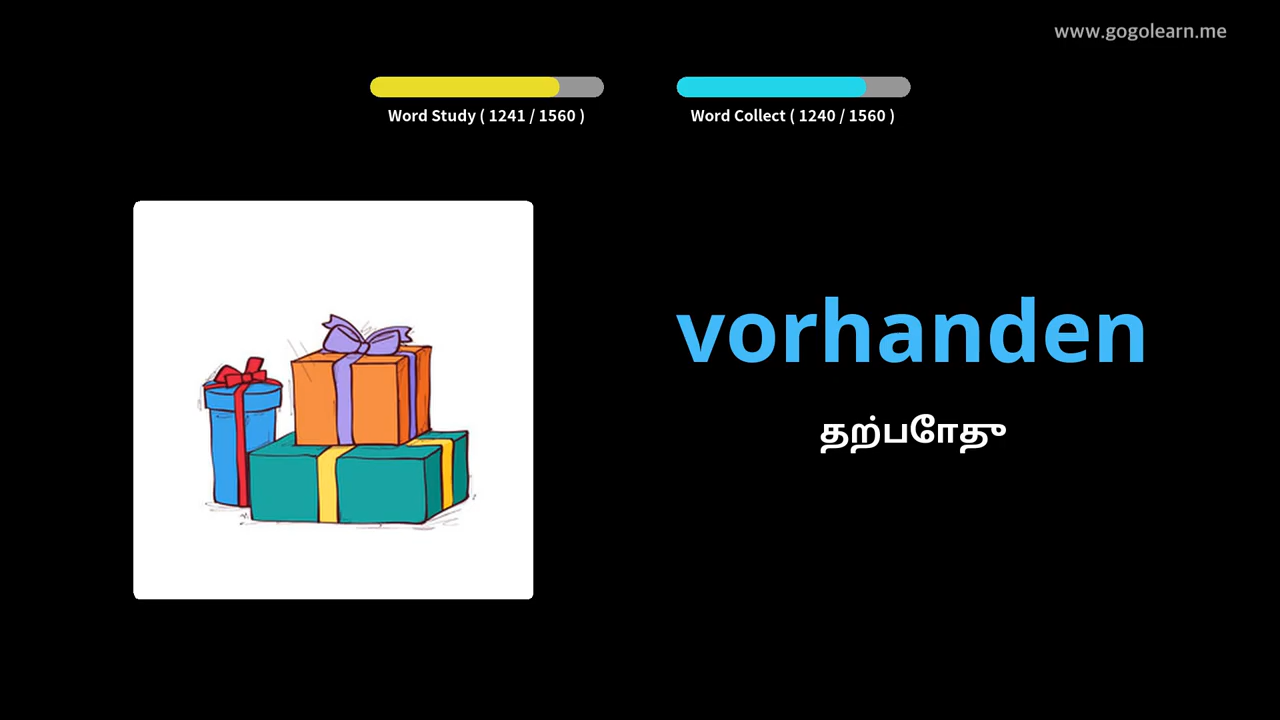 www.gogolearn.me
Word Study ( 1241 / 1560 )
Word Collect ( 1240 / 1560 )
vorhanden
தற்போது